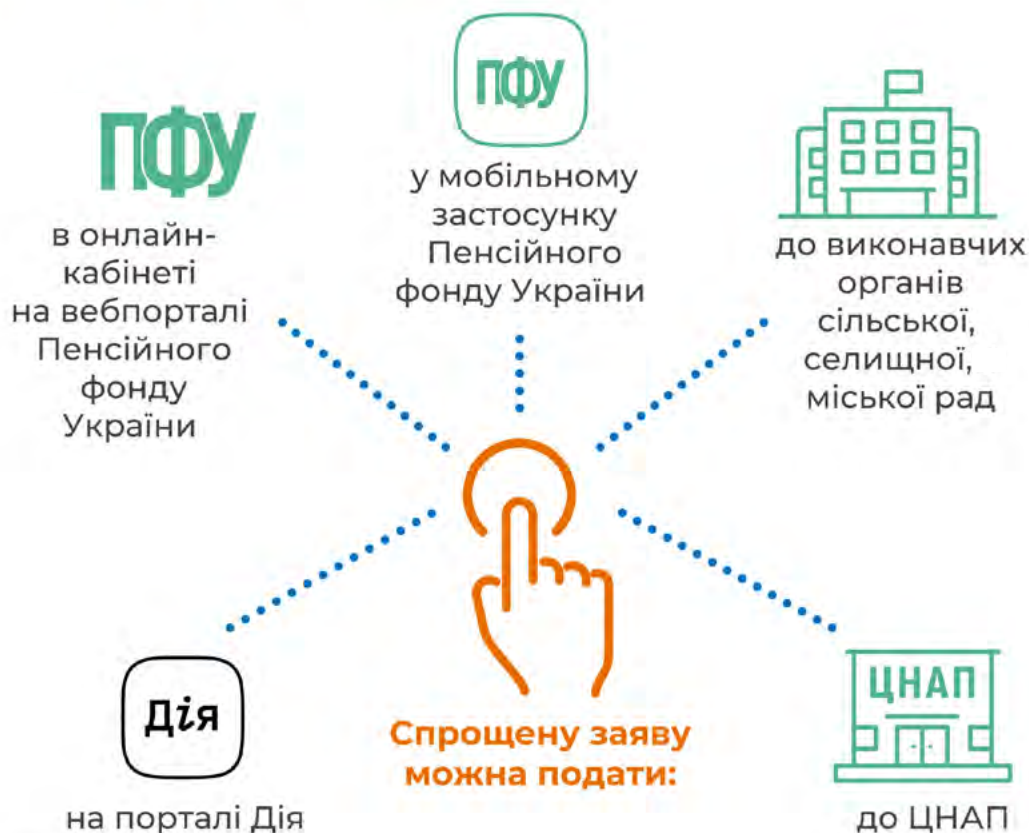 ПФУ
в онлайн-
кабінеті
на вебпорталі
Пенсійного
фонду
України
ПФУ
у мобільному
застосунку
Пенсійного
фонду України
до виконавчих
органів
сільської,
селищної,
міської рад
Дія
на порталі Дія
Спрощену заяву
можна подати:
ЦНАП
до ЦНАП